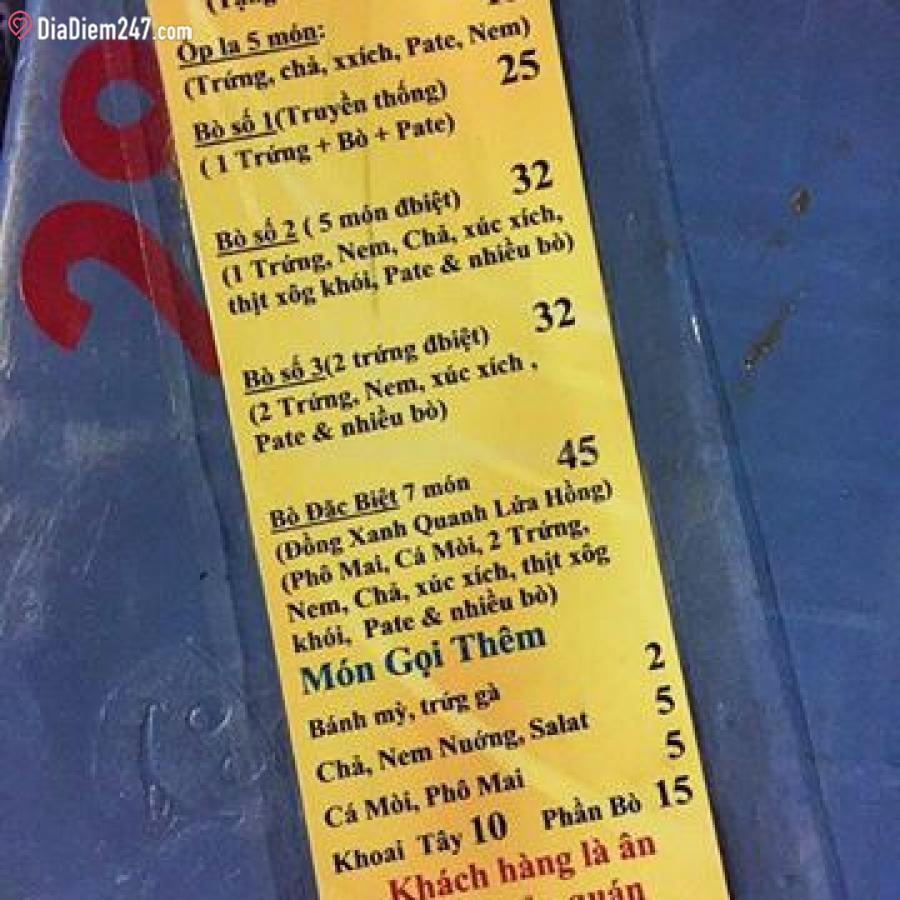 DiaDiem247.com
Ốp la 5 món:
(Trứng, chả, xxích, Pate, Nem)
Bò số 1(Truyền thống) 25
( 1 Trứng + Bò + Pate)
Bò số 2 ( 5 món đbiệt) 32
(1 Trứng, Nem, Chả, xúc xích,
thịt xôg khói, Pate & nhiều bò)
Bò số 3(2 trứng đbiệt) 32
(2 Trứng, Nem, xúc xích ,
Pate & nhiều bò)
Bò Đặc Biệt 7 món 45
(Đồng Xanh Quanh Lửa Hồng)
(Phô Mai, Cá Mòi, 2 Trứng,
Nem, Chả, xúc xích, thịt xôg
khói, Pate & nhiều bò)
Món Gọi Thêm
Bánh mỳ, trứg gà 2
Chả, Nem Nướng, Salat 5
Cá Mòi, Phô Mai 5
Khoai Tây 10 Phần Bò 15
Khách hàng là ân
quán
29